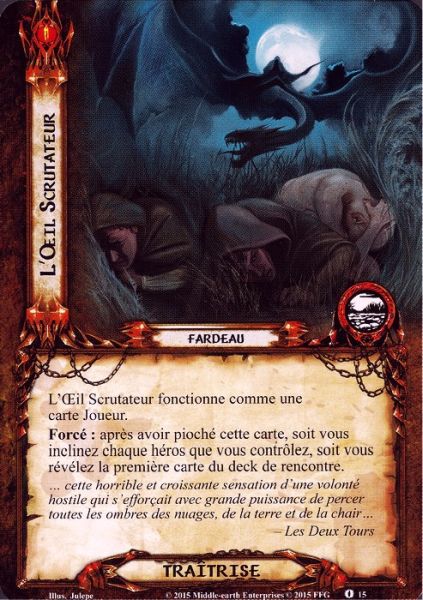 L'Œil Scrutateur
FARDEAU
L'Œil Scrutateur fonctionne comme une
carte Joueur.
Forcé : après avoir pioché cette carte, soit vous
inclinez chaque héros que vous contrôlez, soit vous
révélez la première carte du deck de rencontre.
... cette horrible et croissante sensation d'une volonté
hostile qui s'efforçait avec grande puissance de percer
toutes les ombres des nuages, de la terre et de la chair...
– Les Deux Tours
TRAÎTRISE
Illus. Julepe © 2015 Middle-earth Enterprises © 2015 FFG 15